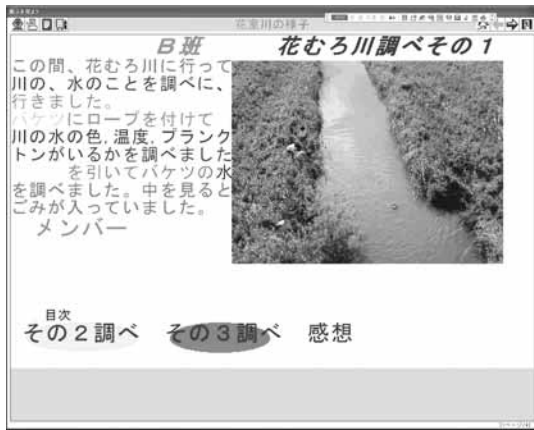 花室川の様子
B班
花むろ川調べその1
この間、花むろ川に行って
川の、水のことを調べに、
行きました。
バケツにロープを付けて
川の水の色,温度,プランク
トンがいるかを調べました
を引いてバケツの水
を調べました。中を見ると
ごみが入っていました。
メンバー
目次
その2調べ その3調べ 感想